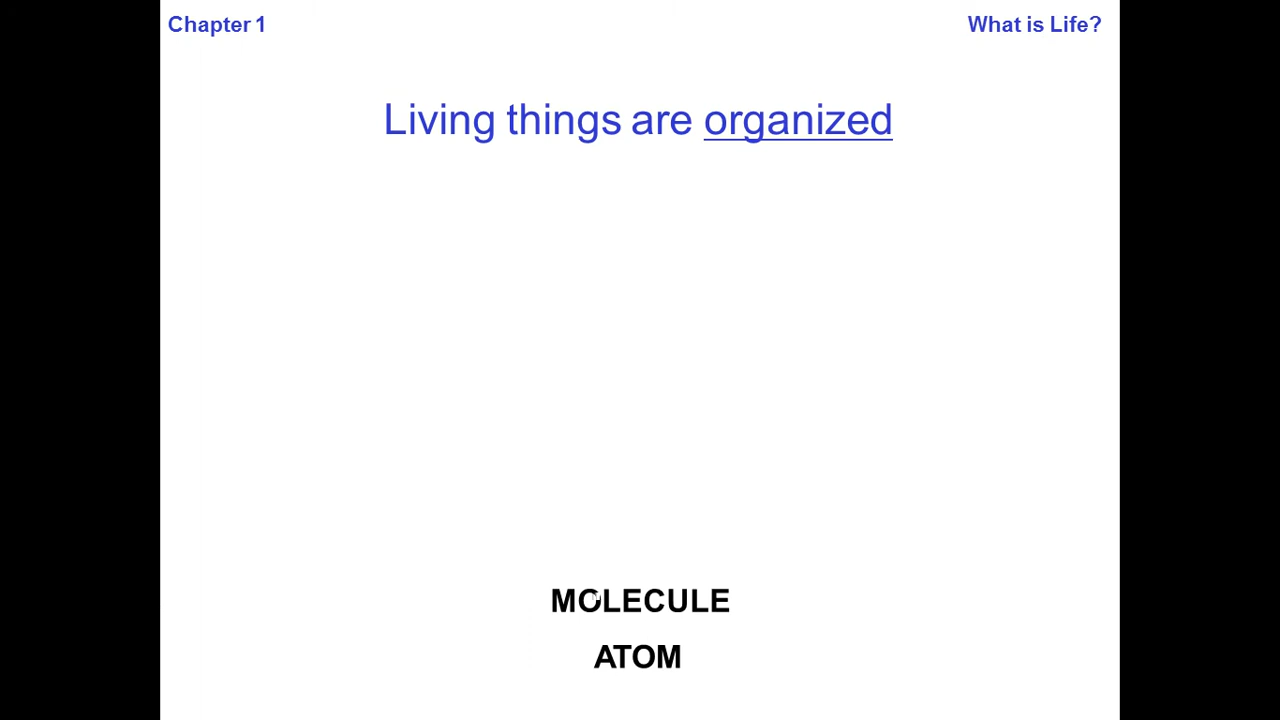 Chapter 1
What is Life?
Living things are organized
MOLECULE
ATOM